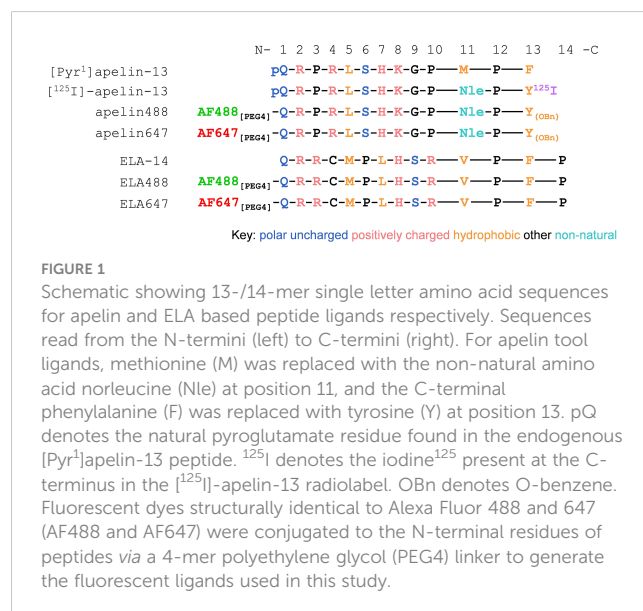 N- 1 2 3 4 5 6 7 8 9 10 11 12 13 14 -C
[Pyr¹]apelin-13 pQ-R-P-R-L-S-H-K-G-P—M—P—F
[¹²⁵I]-apelin-13 pQ-R-P-R-L-S-H-K-G-P—Nle—P—Y¹²⁵I
apelin488 AF488[PEG4]-Q-R-P-R-L-S-H-K-G-P—Nle—P—Y(OBn)
apelin647 AF647[PEG4]-Q-R-P-R-L-S-H-K-G-P—Nle—P—Y(OBn)
ELA-14 Q-R-R-C-M-P-L-H-S-R—V—P—F—P
ELA488 AF488[PEG4]-Q-R-R-C-M-P-L-H-S-R—V—P—F—P
ELA647 AF647[PEG4]-Q-R-R-C-M-P-L-H-S-R—V—P—F—P
Key: polar uncharged positively charged hydrophobic other non-natural
FIGURE 1
Schematic showing 13-/14-mer single letter amino acid sequences
for apelin and ELA based peptide ligands respectively. Sequences
read from the N-termini (left) to C-termini (right). For apelin tool
ligands, methionine (M) was replaced with the non-natural amino
acid norleucine (Nle) at position 11, and the C-terminal
phenylalanine (F) was replaced with tyrosine (Y) at position 13. pQ
denotes the natural pyroglutamate residue found in the endogenous
[Pyr¹]apelin-13 peptide. ¹²⁵I denotes the iodine¹²⁵ present at the C-
terminus in the [¹²⁵I]-apelin-13 radiolabel. OBn denotes O-benzene.
Fluorescent dyes structurally identical to Alexa Fluor 488 and 647
(AF488 and AF647) were conjugated to the N-terminal residues of
peptides via a 4-mer polyethylene glycol (PEG4) linker to generate
the fluorescent ligands used in this study.